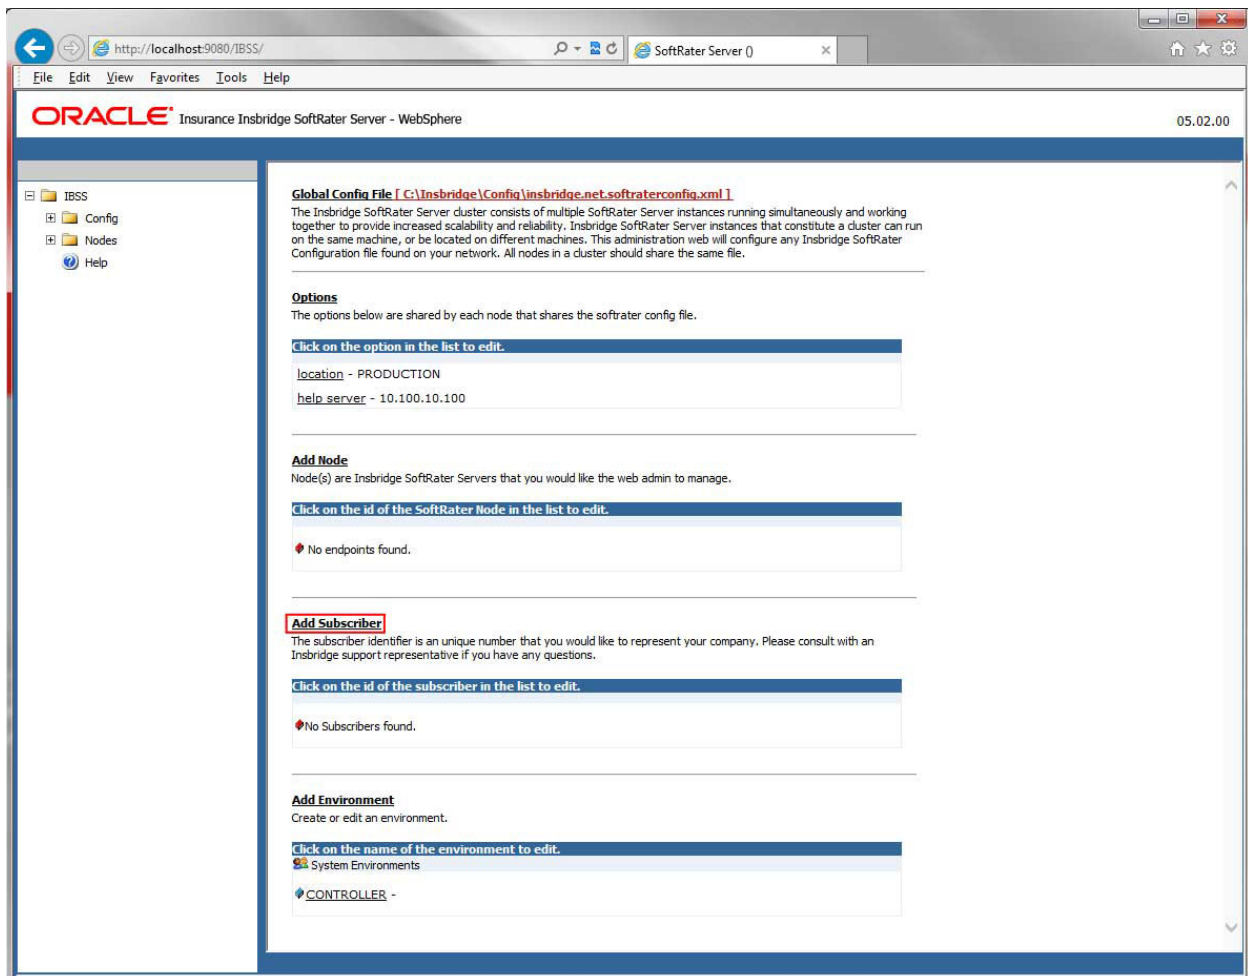 http://localhost:9080/IBSS/
SoftRater Server ()
File Edit View Favorites Tools Help
ORACLE Insurance Insbridge SoftRater Server - WebSphere
05.02.00
IBSS
Config
Nodes
Help
Global Config File [ C:\Insbridge\Config\insbridge.net.softraterconfig.xml ]
The Insbridge SoftRater Server cluster consists of multiple SoftRater Server instances running simultaneously and working
together to provide increased scalability and reliability. Insbridge SoftRater Server instances that constitute a cluster can run
on the same machine, or be located on different machines. This administration web will configure any Insbridge SoftRater
Configuration file found on your network. All nodes in a cluster should share the same file.
Options
The options below are shared by each node that shares the softrater config file.
Click on the option in the list to edit.
location - PRODUCTION
help server - 10.100.10.100
Add Node
Node(s) are Insbridge SoftRater Servers that you would like the web admin to manage.
Click on the id of the SoftRater Node in the list to edit.
No endpoints found.
Add Subscriber
The subscriber identifier is an unique number that you would like to represent your company. Please consult with an
Insbridge support representative if you have any questions.
Click on the id of the subscriber in the list to edit.
No Subscribers found.
Add Environment
Create or edit an environment.
Click on the name of the environment to edit.
System Environments
CONTROLLER -